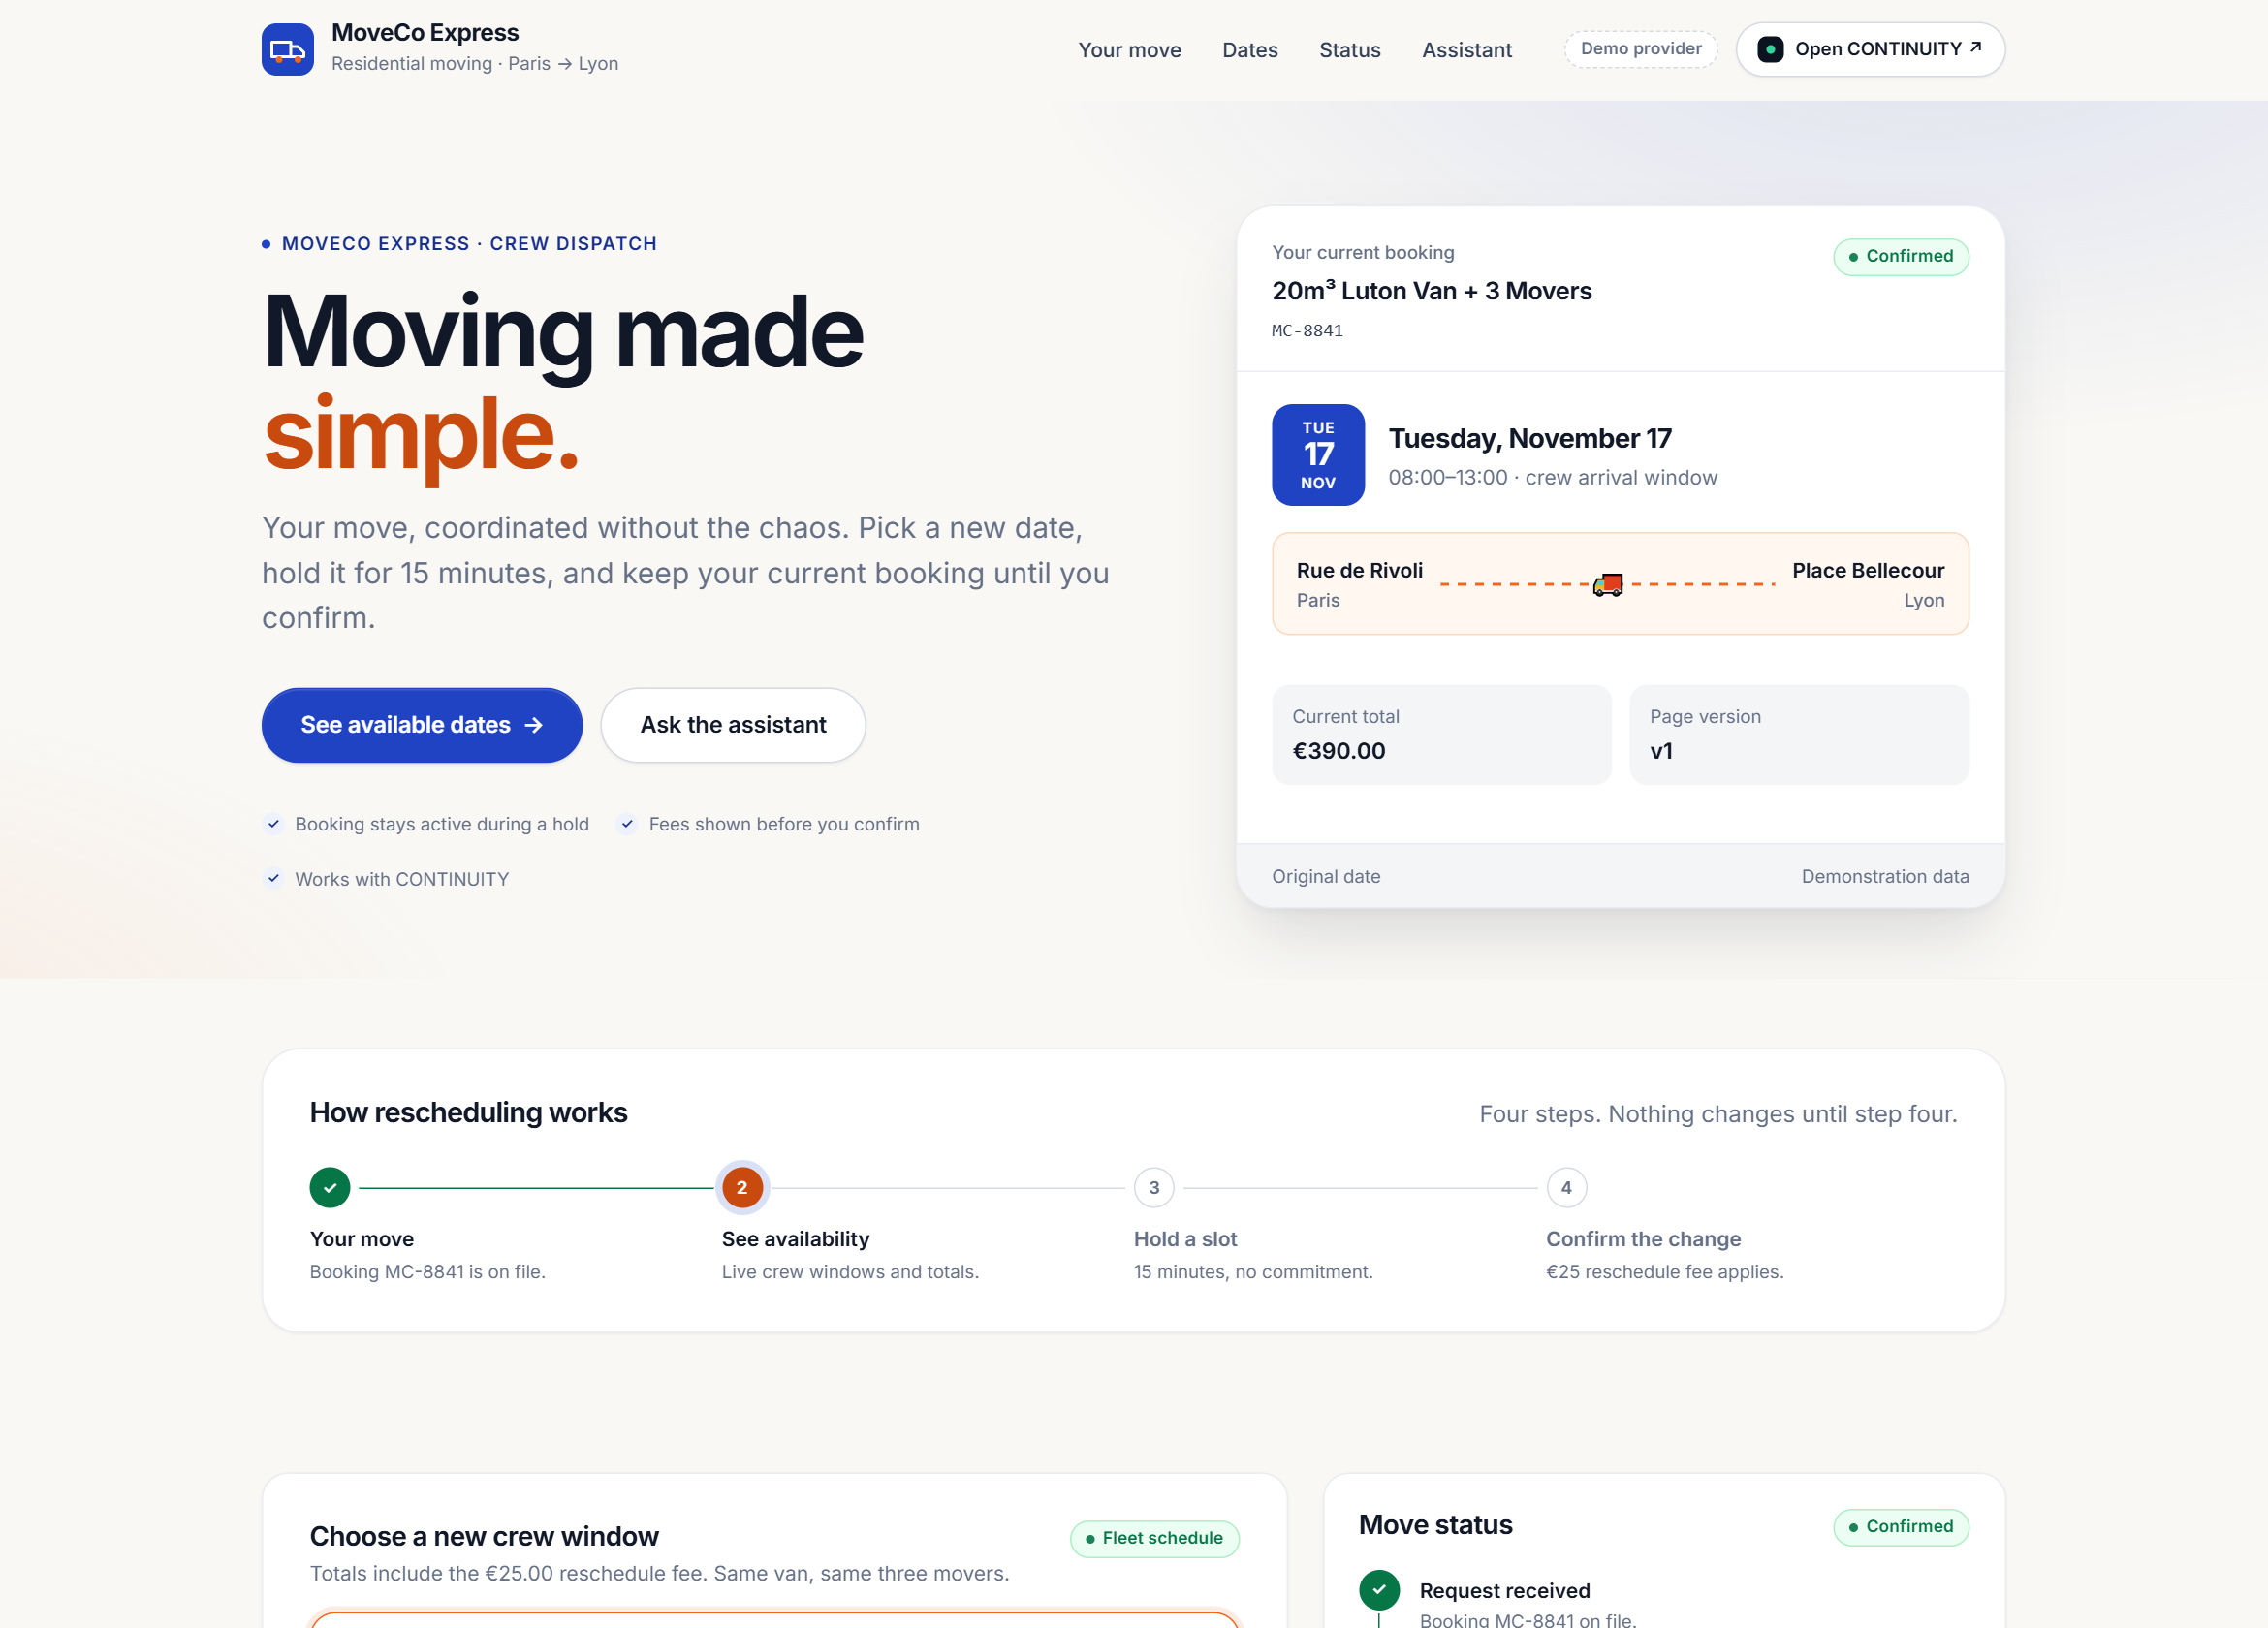 MoveCo Express
Residential moving · Paris → Lyon
Your move
Dates
Status
Assistant
Demo provider
Open CONTINUITY ↗
MOVECO EXPRESS · CREW DISPATCH
Moving made
simple.
Your move, coordinated without the chaos. Pick a new date,
hold it for 15 minutes, and keep your current booking until you
confirm.
See available dates →
Ask the assistant
Booking stays active during a hold
Fees shown before you confirm
Works with CONTINUITY
Your current booking
Confirmed
20m³ Luton Van + 3 Movers
MC-8841
TUE
17
NOV
Tuesday, November 17
08:00–13:00 · crew arrival window
Rue de Rivoli
Paris
Place Bellecour
Lyon
Current total
€390.00
Page version
v1
Original date
Demonstration data
How rescheduling works
Four steps. Nothing changes until step four.
2
3
4
Your move
Booking MC-8841 is on file.
See availability
Live crew windows and totals.
Hold a slot
15 minutes, no commitment.
Confirm the change
€25 reschedule fee applies.
Choose a new crew window
Fleet schedule
Totals include the €25.00 reschedule fee. Same van, same three movers.
Move status
Confirmed
Request received
Booking MC-8841 on file.